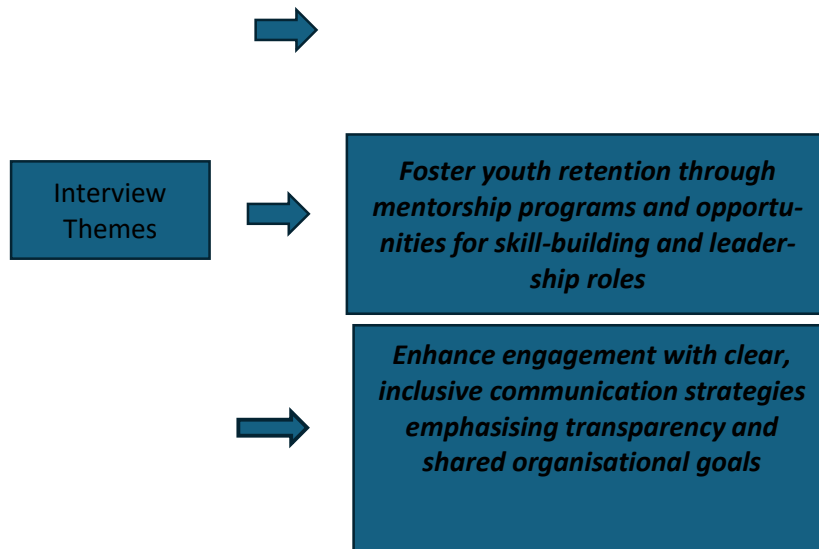 Interview
Themes
Foster youth retention through
mentorship programs and opportu-
nities for skill-building and leader-
ship roles
Enhance engagement with clear,
inclusive communication strategies
emphasising transparency and
shared organisational goals